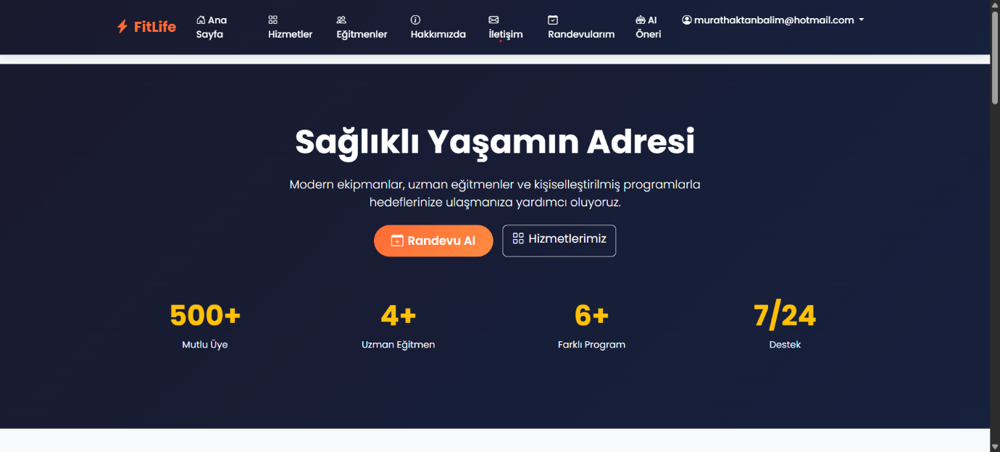 FitLife
Ana Sayfa
Hizmetler
Eğitmenler
Hakkımızda
İletişim
Randevularım
AI Öneri
murathaktanbalim@hotmail.com
Sağlıklı Yaşamın Adresi
Modern ekipmanlar, uzman eğitmenler ve kişiselleştirilmiş programlarla
hedeflerinize ulaşmanıza yardımcı oluyoruz.
Randevu Al
Hizmetlerimiz
500+
Mutlu Üye
4+
Uzman Eğitmen
6+
Farklı Program
7/24
Destek